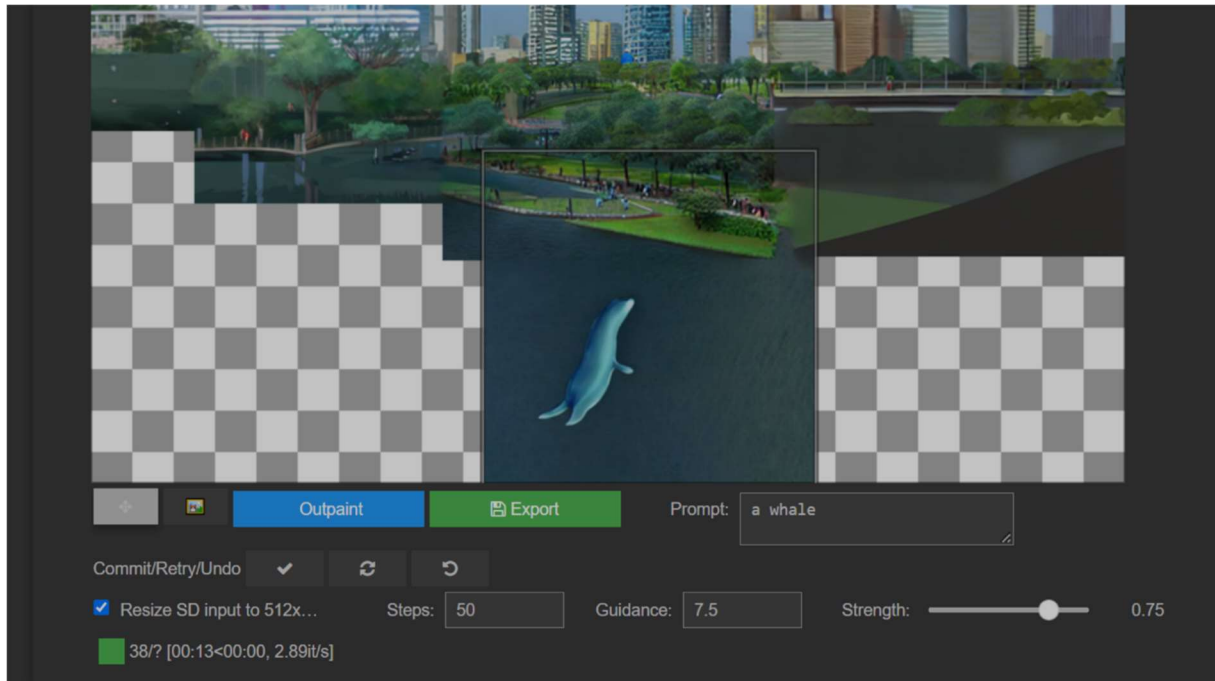 Outpaint
Export
Prompt:
a whale
Commit/Retry/Undo
Resize SD input to 512x...
Steps:
50
Guidance:
7.5
Strength:
0.75
38/? [00:13<00:00, 2.89it/s]